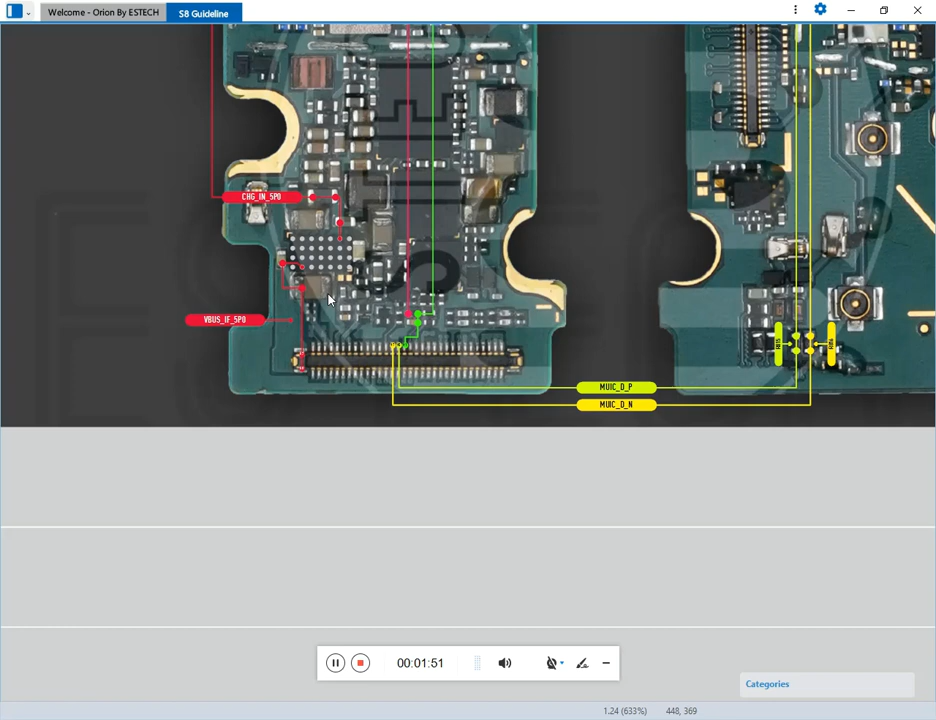 Welcome - Orion By ESTECH
S8 Guideline
CHG_IN_5P0
VBUS_IF_5P0
MUIC_D_P
MUIC_D_N
00:01:51
Categories
1.24 (633%)
448, 369